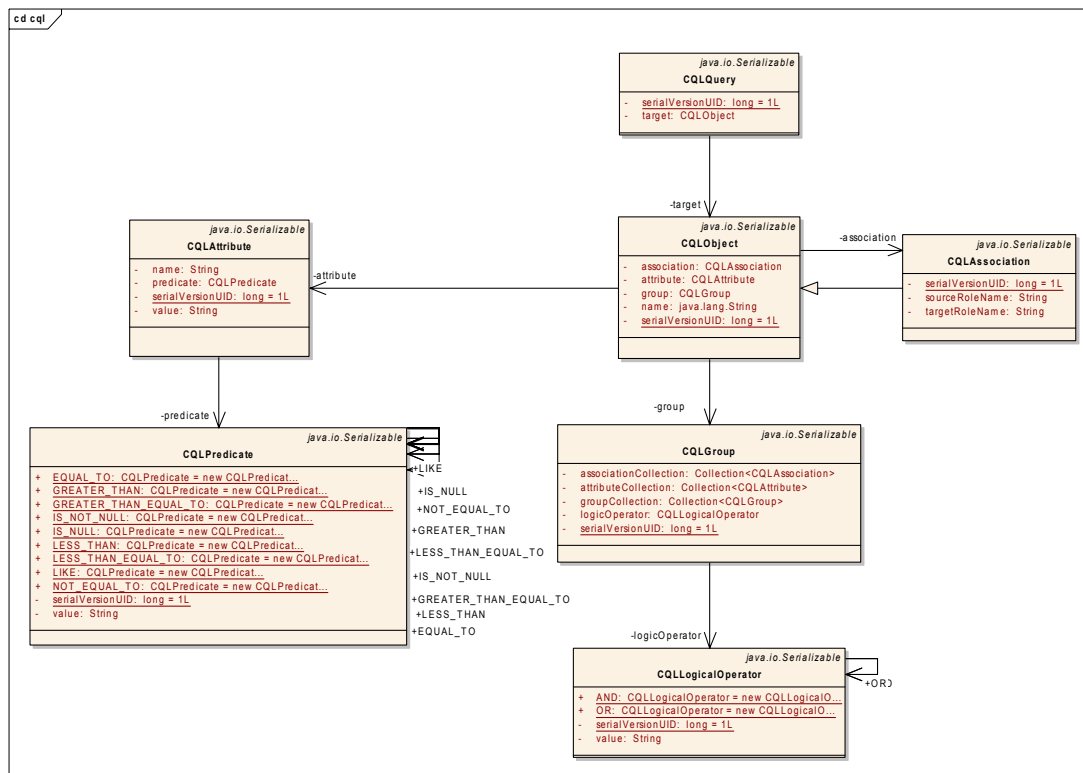 cd cql
java.io.Serializable
CQLQuery
- serialVersionUID: long = 1L
- target: CQLObject
-target
java.io.Serializable
CQLObject
- association: CQLAssociation
- attribute: CQLAttribute
- group: CQLGroup
- name: java.lang.String
- serialVersionUID: long = 1L
-association
java.io.Serializable
CQLAssociation
- serialVersionUID: long = 1L
- sourceRoleName: String
- targetRoleName: String
java.io.Serializable
CQLAttribute
- name: String
- predicate: CQLPredicate
- serialVersionUID: long = 1L
- value: String
-attribute
-predicate
java.io.Serializable
CQLPredicate
+ EQUAL_TO: CQLPredicate = new CQLPredicat...
+ GREATER_THAN: CQLPredicate = new CQLPredicat...
+ GREATER_THAN_EQUAL_TO: CQLPredicate = new CQLPredicat...
+ IS_NOT_NULL: CQLPredicate = new CQLPredicat...
+ IS_NULL: CQLPredicate = new CQLPredicat...
+ LESS_THAN: CQLPredicate = new CQLPredicat...
+ LESS_THAN_EQUAL_TO: CQLPredicate = new CQLPredicat...
+ LIKE: CQLPredicate = new CQLPredicat...
+ NOT_EQUAL_TO: CQLPredicate = new CQLPredicat...
- serialVersionUID: long = 1L
- value: String
+LIKE
+IS_NULL
+NOT_EQUAL_TO
+GREATER_THAN
+LESS_THAN_EQUAL_TO
+IS_NOT_NULL
+GREATER_THAN_EQUAL_TO
+LESS_THAN
+EQUAL_TO
-group
java.io.Serializable
CQLGroup
- associationCollection: Collection<CQLAssociation>
- attributeCollection: Collection<CQLAttribute>
- groupCollection: Collection<CQLGroup>
- logicOperator: CQLLogicalOperator
- serialVersionUID: long = 1L
-logicOperator
java.io.Serializable
CQLLogicalOperator
+ AND: CQLLogicalOperator = new CQLLogicalO...
+ OR: CQLLogicalOperator = new CQLLogicalO...
- serialVersionUID: long = 1L
- value: String